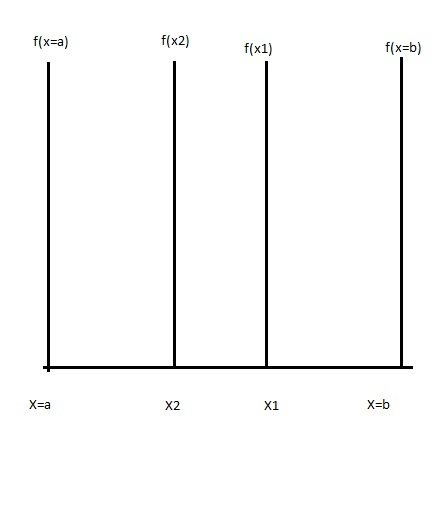 f(x=a)
f(x2)
f(x1)
f(x=b)
X=a
X2
X1
X=b